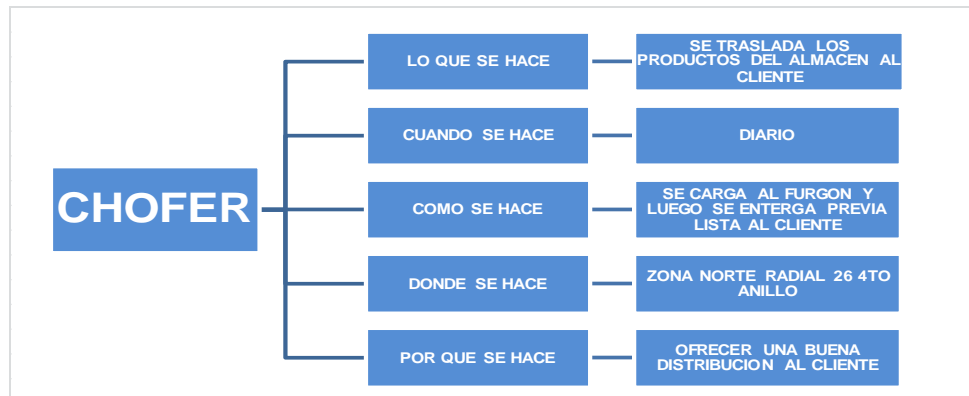 CHOFER
LO QUE SE HACE
SE TRASLADA LOS
PRODUCTOS DEL ALMACEN AL
CLIENTE
CUANDO SE HACE
DIARIO
COMO SE HACE
SE CARGA AL FURGON Y
LUEGO SE ENTERGA PREVIA
LISTA AL CLIENTE
DONDE SE HACE
ZONA NORTE RADIAL 26 4TO
ANILLO
POR QUE SE HACE
OFRECER UNA BUENA
DISTRIBUCION AL CLIENTE